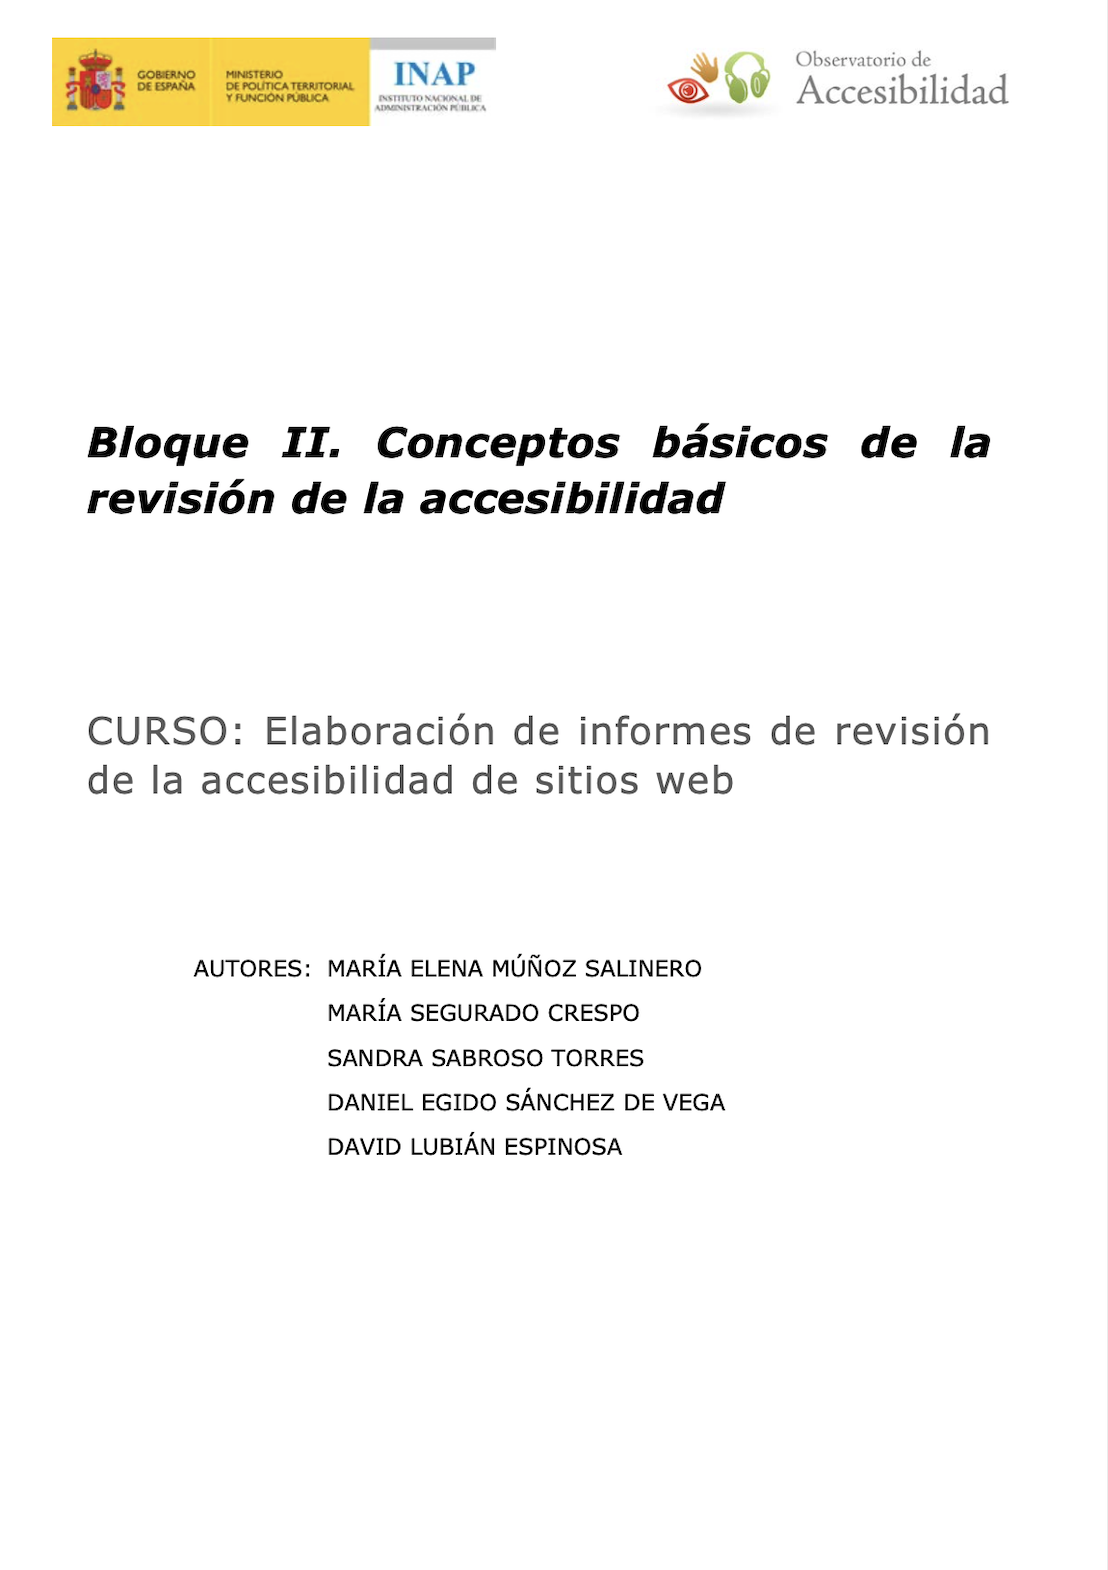 GOBIERNO
DE ESPAÑA
MINISTERIO
DE POLÍTICA TERRITORIAL
Y FUNCIÓN PÚBLICA
INAP
INSTITUTO NACIONAL DE
ADMINISTRACIÓN PÚBLICA
Observatorio de
Accesibilidad
Bloque II. Conceptos básicos de la
revisión de la accesibilidad
CURSO: Elaboración de informes de revisión
de la accesibilidad de sitios web
AUTORES: MARÍA ELENA MÚÑOZ SALINERO
MARÍA SEGURADO CRESPO
SANDRA SABROSO TORRES
DANIEL EGIDO SÁNCHEZ DE VEGA
DAVID LUBIÁN ESPINOSA